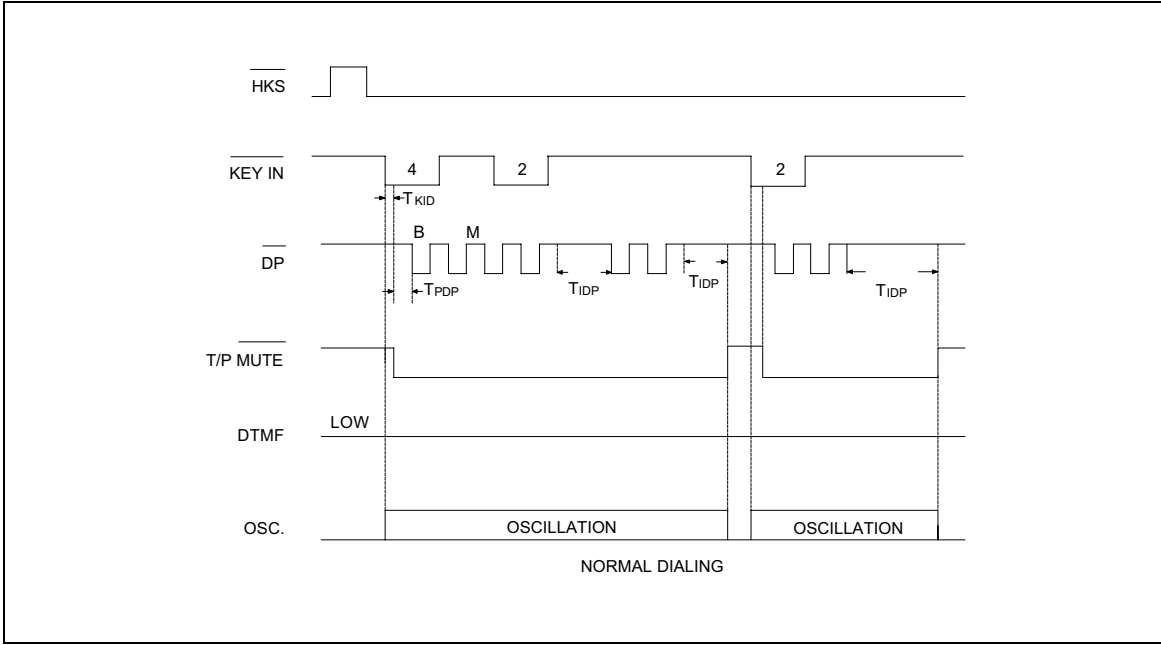 HKS
KEY IN
4
2
2
TKID
B
M
DP
TPDP
TIDP
TIDP
TIDP
T/P MUTE
LOW
DTMF
OSC.
OSCILLATION
OSCILLATION
NORMAL DIALING